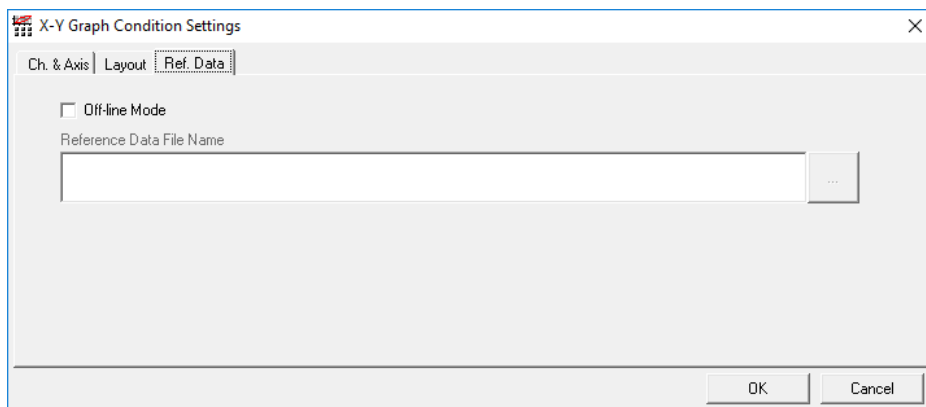 X-Y Graph Condition Settings
Ch. & Axis Layout Ref. Data
Off-line Mode
Reference Data File Name
...
OK Cancel